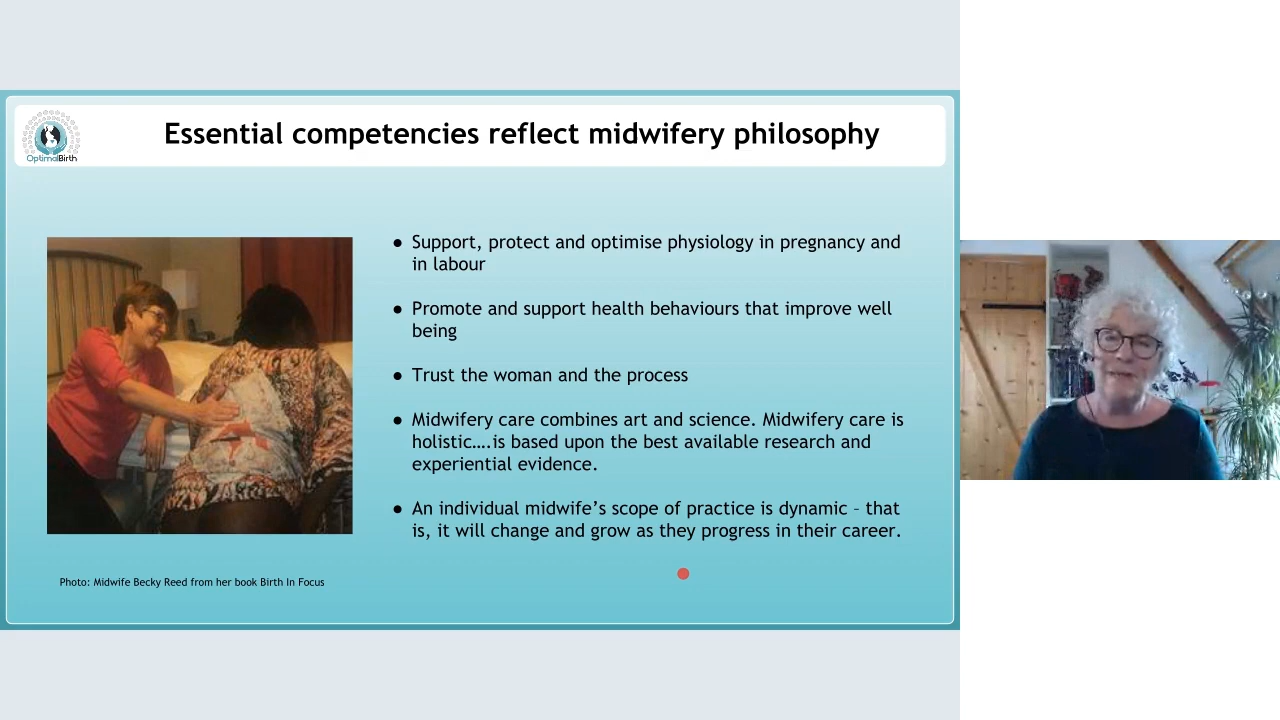 Essential competencies reflect midwifery philosophy
OptimalBirth
● Support, protect and optimise physiology in pregnancy and
in labour
● Promote and support health behaviours that improve well
being
● Trust the woman and the process
● Midwifery care combines art and science. Midwifery care is
holistic….is based upon the best available research and
experiential evidence.
● An individual midwife’s scope of practice is dynamic – that
is, it will change and grow as they progress in their career.
Photo: Midwife Becky Reed from her book Birth In Focus